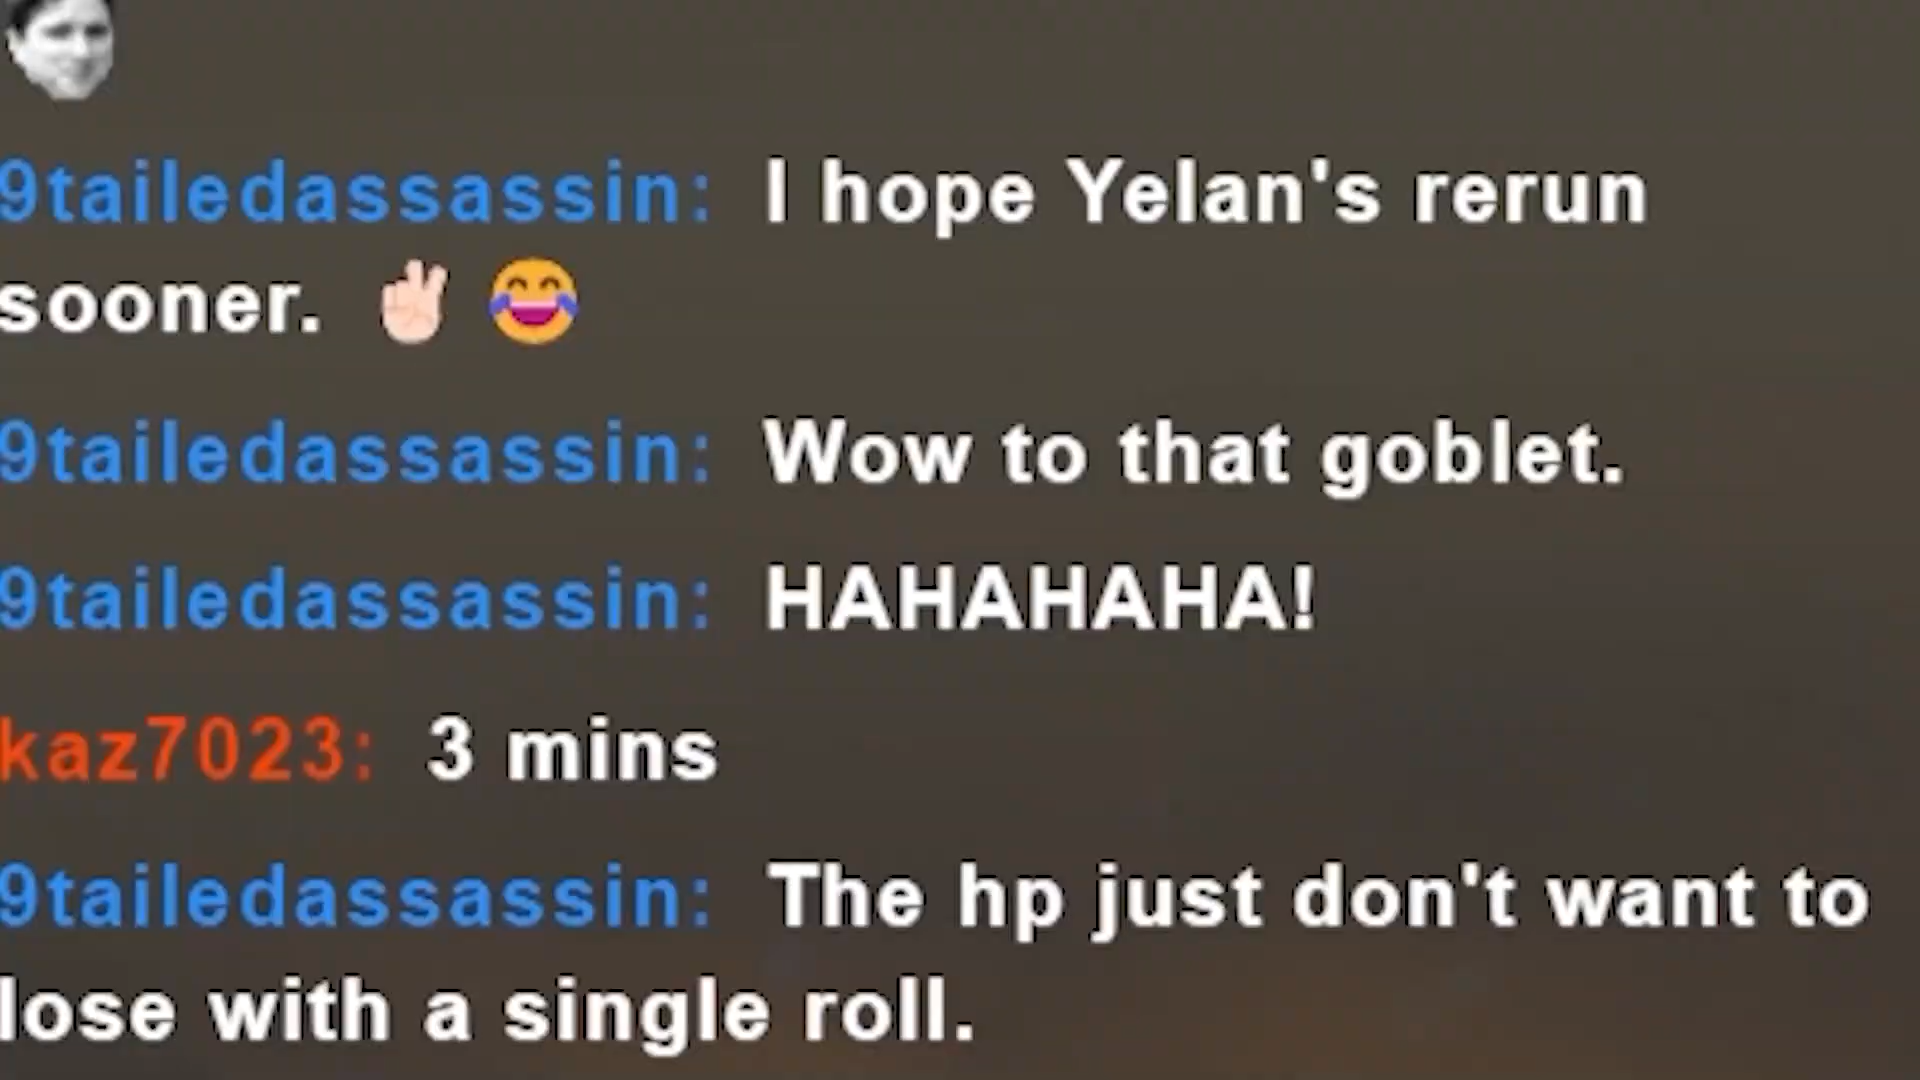 9tailedassassin: I hope Yelan's rerun
sooner. ✌🏻 😂
9tailedassassin: Wow to that goblet.
9tailedassassin: HAHAHAHA!
kaz7023: 3 mins
9tailedassassin: The hp just don't want to
lose with a single roll.